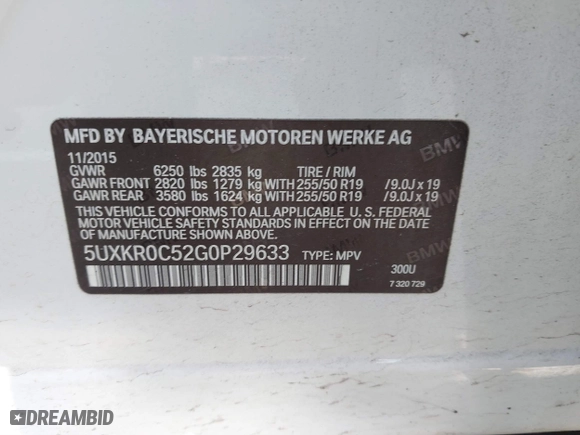 MFD BY BAYERISCHE MOTOREN WERKE AG
11/2015
GVWR 6250 lbs 2835 kg TIRE / RIM
GAWR FRONT 2820 lbs 1279 kg WITH 255/50 R19 /9.0J x 19
GAWR REAR 3580 lbs 1624 kg WITH 255/50 R19 /9.0J x 19
THIS VEHICLE CONFORMS TO ALL APPLICABLE U. S. FEDERAL
MOTOR VEHICLE SAFETY STANDARDS IN EFFECT ON THE DATE
OF MANUFACTURE SHOWN ABOVE.
5UXKR0C52G0P29633 TYPE: MPV
300U
7 320 729
DREAMBID